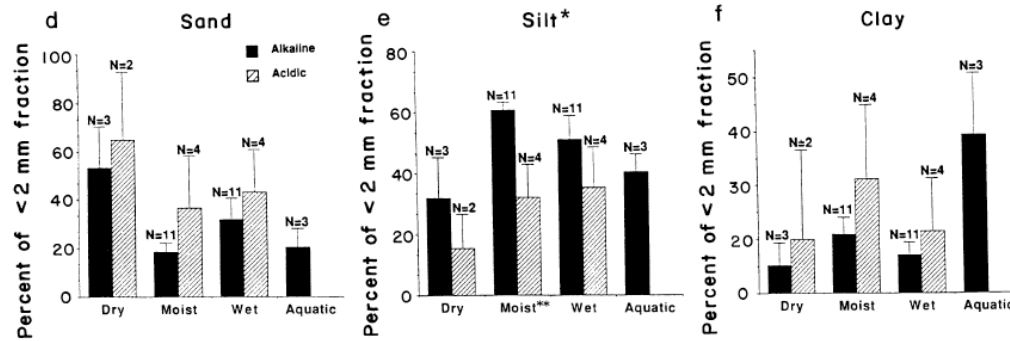 d Sand
Percent of < 2 mm fraction
100
80
60
40
20
0
Alkaline
Acidic
N=3
N=2
N=11
N=4
N=11
N=4
N=3
Dry Moist Wet Aquatic
e Silt*
Percent of < 2 mm fraction
80
60
40
20
0
N=3
N=2
N=11
N=4
N=11
N=4
N=3
Dry Moist** Wet Aquatic
f Clay
Percent of < 2 mm fraction
50
40
30
20
10
0
N=3
N=2
N=11
N=4
N=11
N=4
N=3
Dry Moist Wet Aquatic